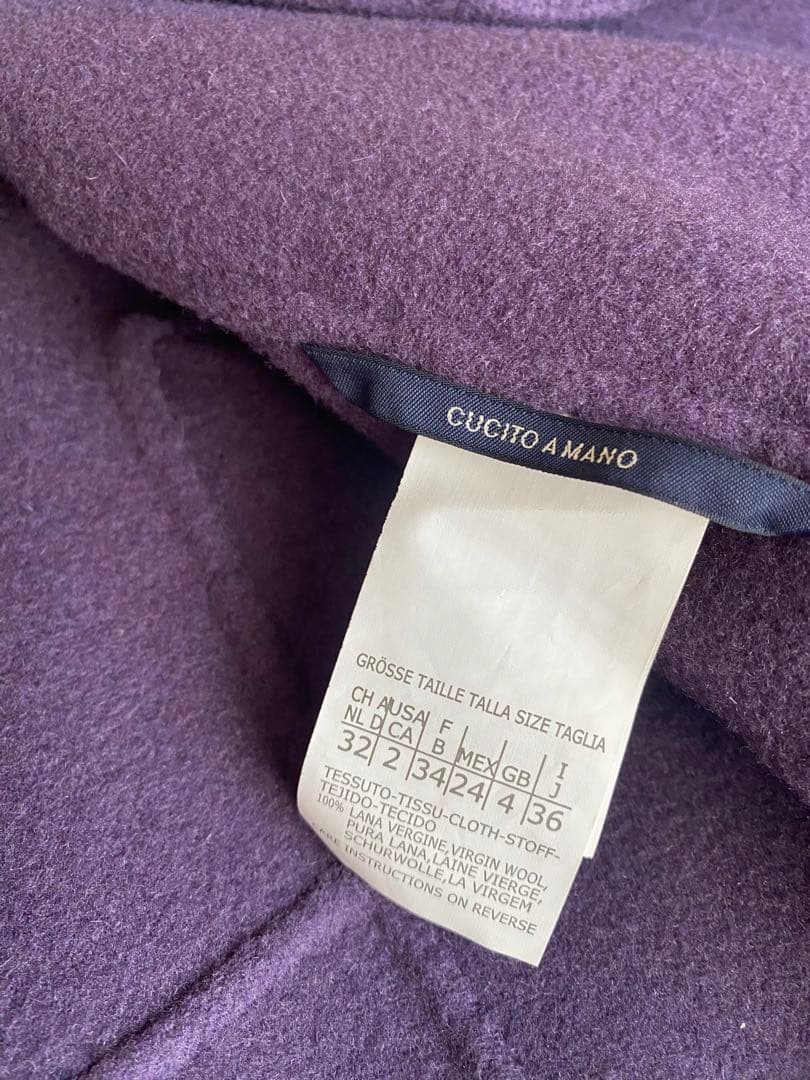 CUCITO A MANO
GRÖSSE TAILLE TALLA SIZE TAGLIA
CH A USA F I
NL D CA B MEX GB J
32 2 34 24 4 36
TESSUTO-TISSU-CLOTH-STOFF-
TEJIDO-TECIDO
100% LANA VERGINE,VIRGIN WOOL,
PURA LANA,LAINE VIERGE,
SCHURWOLLE,LA VIRGEM
CARE INSTRUCTIONS ON REVERSE